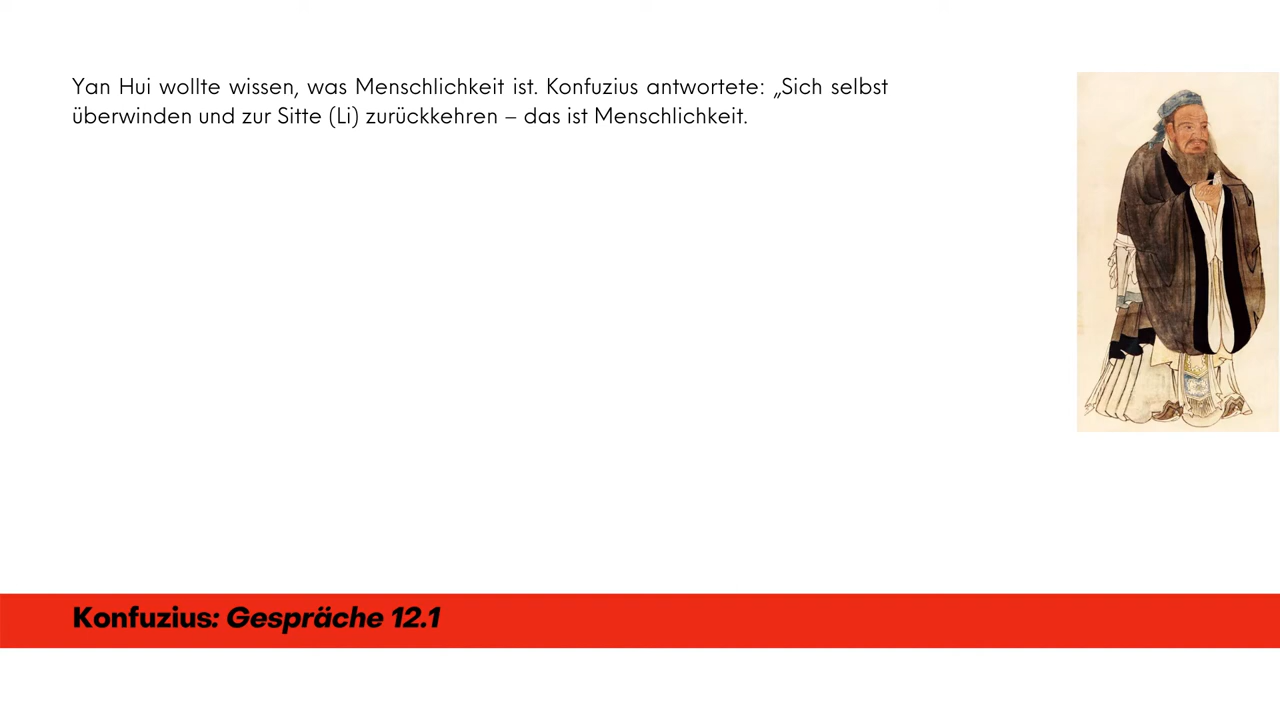 Yan Hui wollte wissen, was Menschlichkeit ist. Konfuzius antwortete: „Sich selbst
überwinden und zur Sitte (Li) zurückkehren – das ist Menschlichkeit.
Konfuzius: Gespräche 12.1